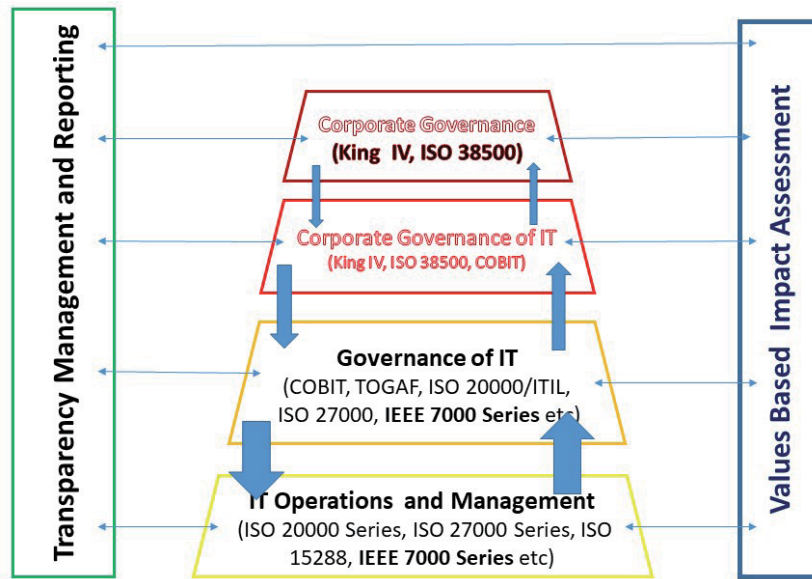 Transparency Management and Reporting
Corporate Governance
(King IV, ISO 38500)
Corporate Governance of IT
(King IV, ISO 38500, COBIT)
Governance of IT
(COBIT, TOGAF, ISO 20000/ITIL,
ISO 27000, IEEE 7000 Series etc)
IT Operations and Management
(ISO 20000 Series, ISO 27000 Series, ISO
15288, IEEE 7000 Series etc)
Values Based Impact Assessment